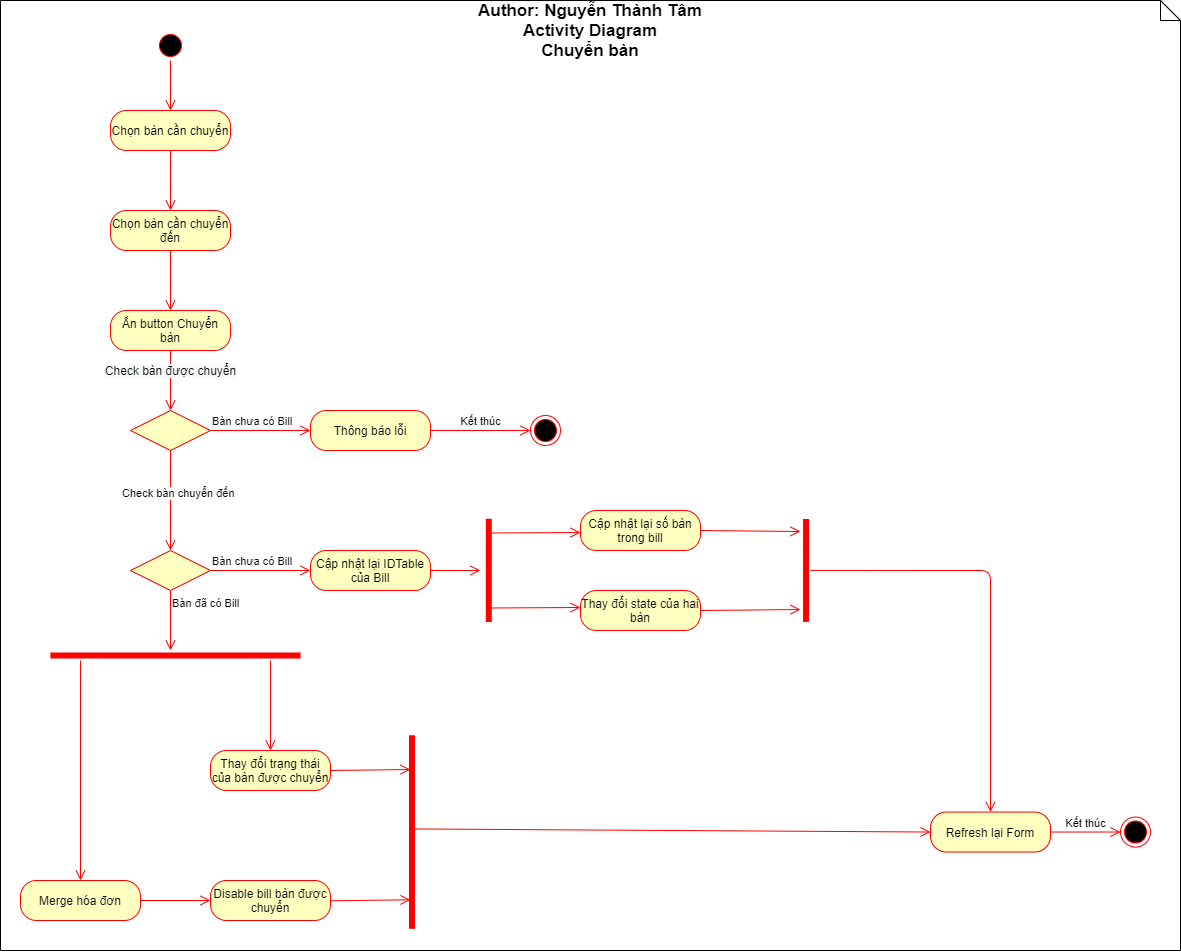 Author: Nguyễn Thành Tâm
Activity Diagram
Chuyển bàn
Chọn bàn cần chuyển
Chọn bàn cần chuyển
đến
Ấn button Chuyển
bàn
Check bàn được chuyển
Bàn chưa có Bill
Thông báo lỗi
Kết thúc
Check bàn chuyển đến
Bàn chưa có Bill
Cập nhật lại IDTable
của Bill
Cập nhật lại số bàn
trong bill
Thay đổi state của hai
bàn
Bàn đã có Bill
Thay đổi trạng thái
của bàn được chuyển
Merge hóa đơn
Disable bill bàn được
chuyển
Refresh lại Form
Kết thúc